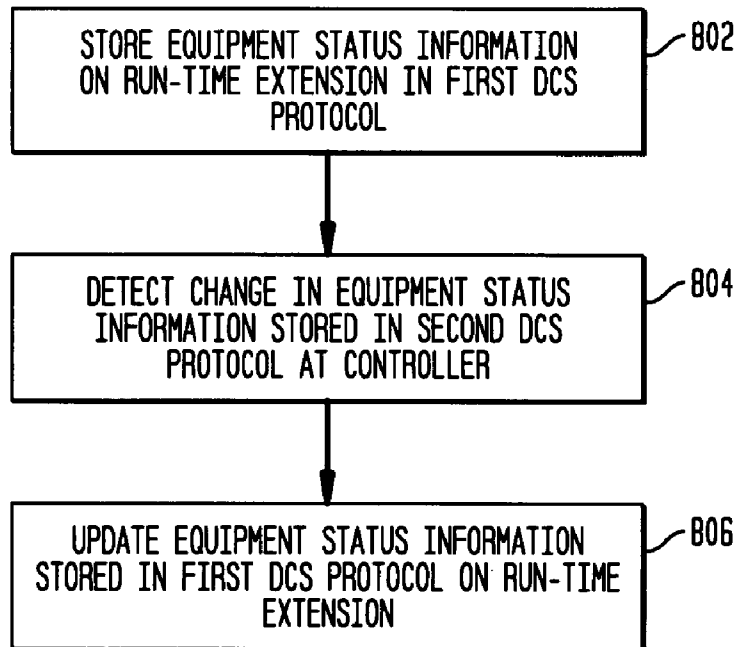 STORE EQUIPMENT STATUS INFORMATION
ON RUN-TIME EXTENSION IN FIRST DCS
PROTOCOL
802
DETECT CHANGE IN EQUIPMENT STATUS
INFORMATION STORED IN SECOND DCS
PROTOCOL AT CONTROLLER
804
UPDATE EQUIPMENT STATUS INFORMATION
STORED IN FIRST DCS PROTOCOL ON RUN-TIME
EXTENSION
806